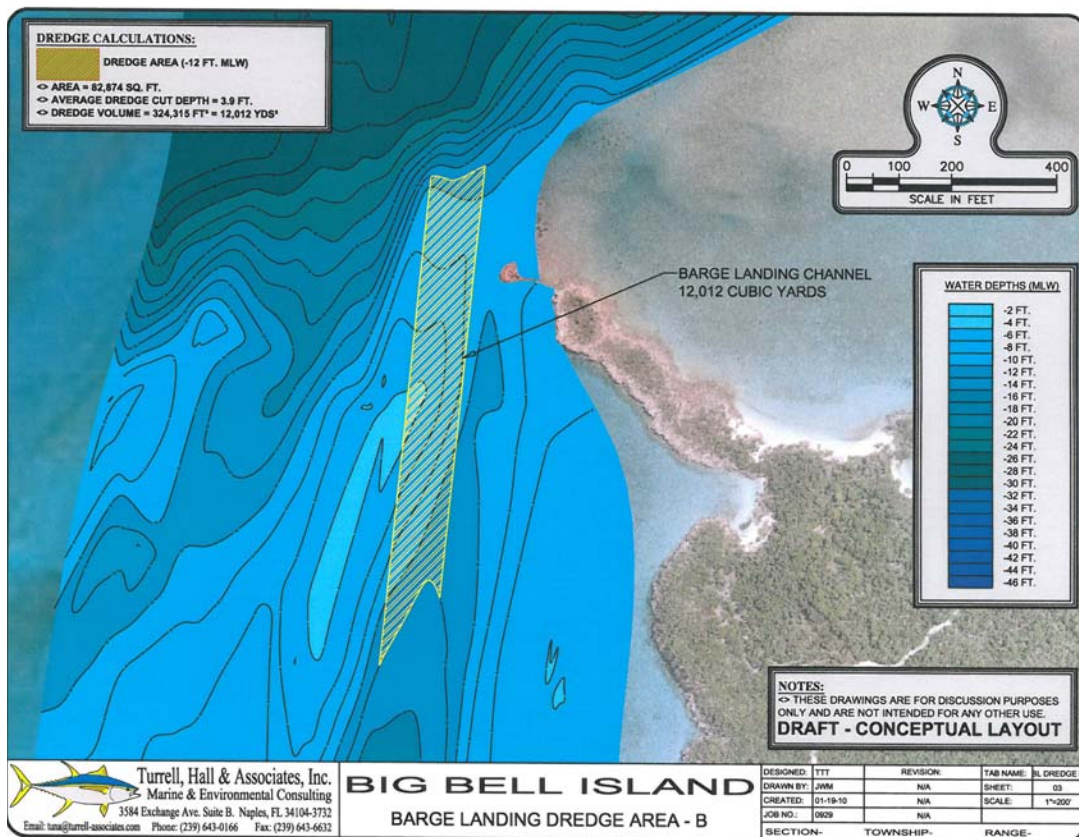 DREDGE CALCULATIONS:
DREDGE AREA (-12 FT. MLW)
<> AREA = 82,874 SQ. FT.
<> AVERAGE DREDGE CUT DEPTH = 3.9 FT.
<> DREDGE VOLUME = 324,315 FT³ = 12,012 YDS³
N
W E
S
0 100 200 400
SCALE IN FEET
BARGE LANDING CHANNEL
12,012 CUBIC YARDS
WATER DEPTHS (MLW)
-2 FT.
-4 FT.
-6 FT.
-8 FT.
-10 FT.
-12 FT.
-14 FT.
-16 FT.
-18 FT.
-20 FT.
-22 FT.
-24 FT.
-26 FT.
-28 FT.
-30 FT.
-32 FT.
-34 FT.
-36 FT.
-38 FT.
-40 FT.
-42 FT.
-44 FT.
-46 FT.
NOTES:
<> THESE DRAWINGS ARE FOR DISCUSSION PURPOSES
ONLY AND ARE NOT INTENDED FOR ANY OTHER USE.
DRAFT - CONCEPTUAL LAYOUT
Turrell, Hall & Associates, Inc.
Marine & Environmental Consulting
3584 Exchange Ave. Suite B. Naples, FL 34104-3732
Email: tuna@turrell-associates.com Phone: (239) 643-0166 Fax: (239) 643-6632
BIG BELL ISLAND
BARGE LANDING DREDGE AREA - B
DESIGNED: TTT REVISION: TAB NAME: BL DREDGE
DRAWN BY: JWM N/A SHEET: 03
CREATED: 01-19-10 N/A SCALE: 1"=200'
JOB NO.: 0929 N/A
SECTION- TOWNSHIP- RANGE-